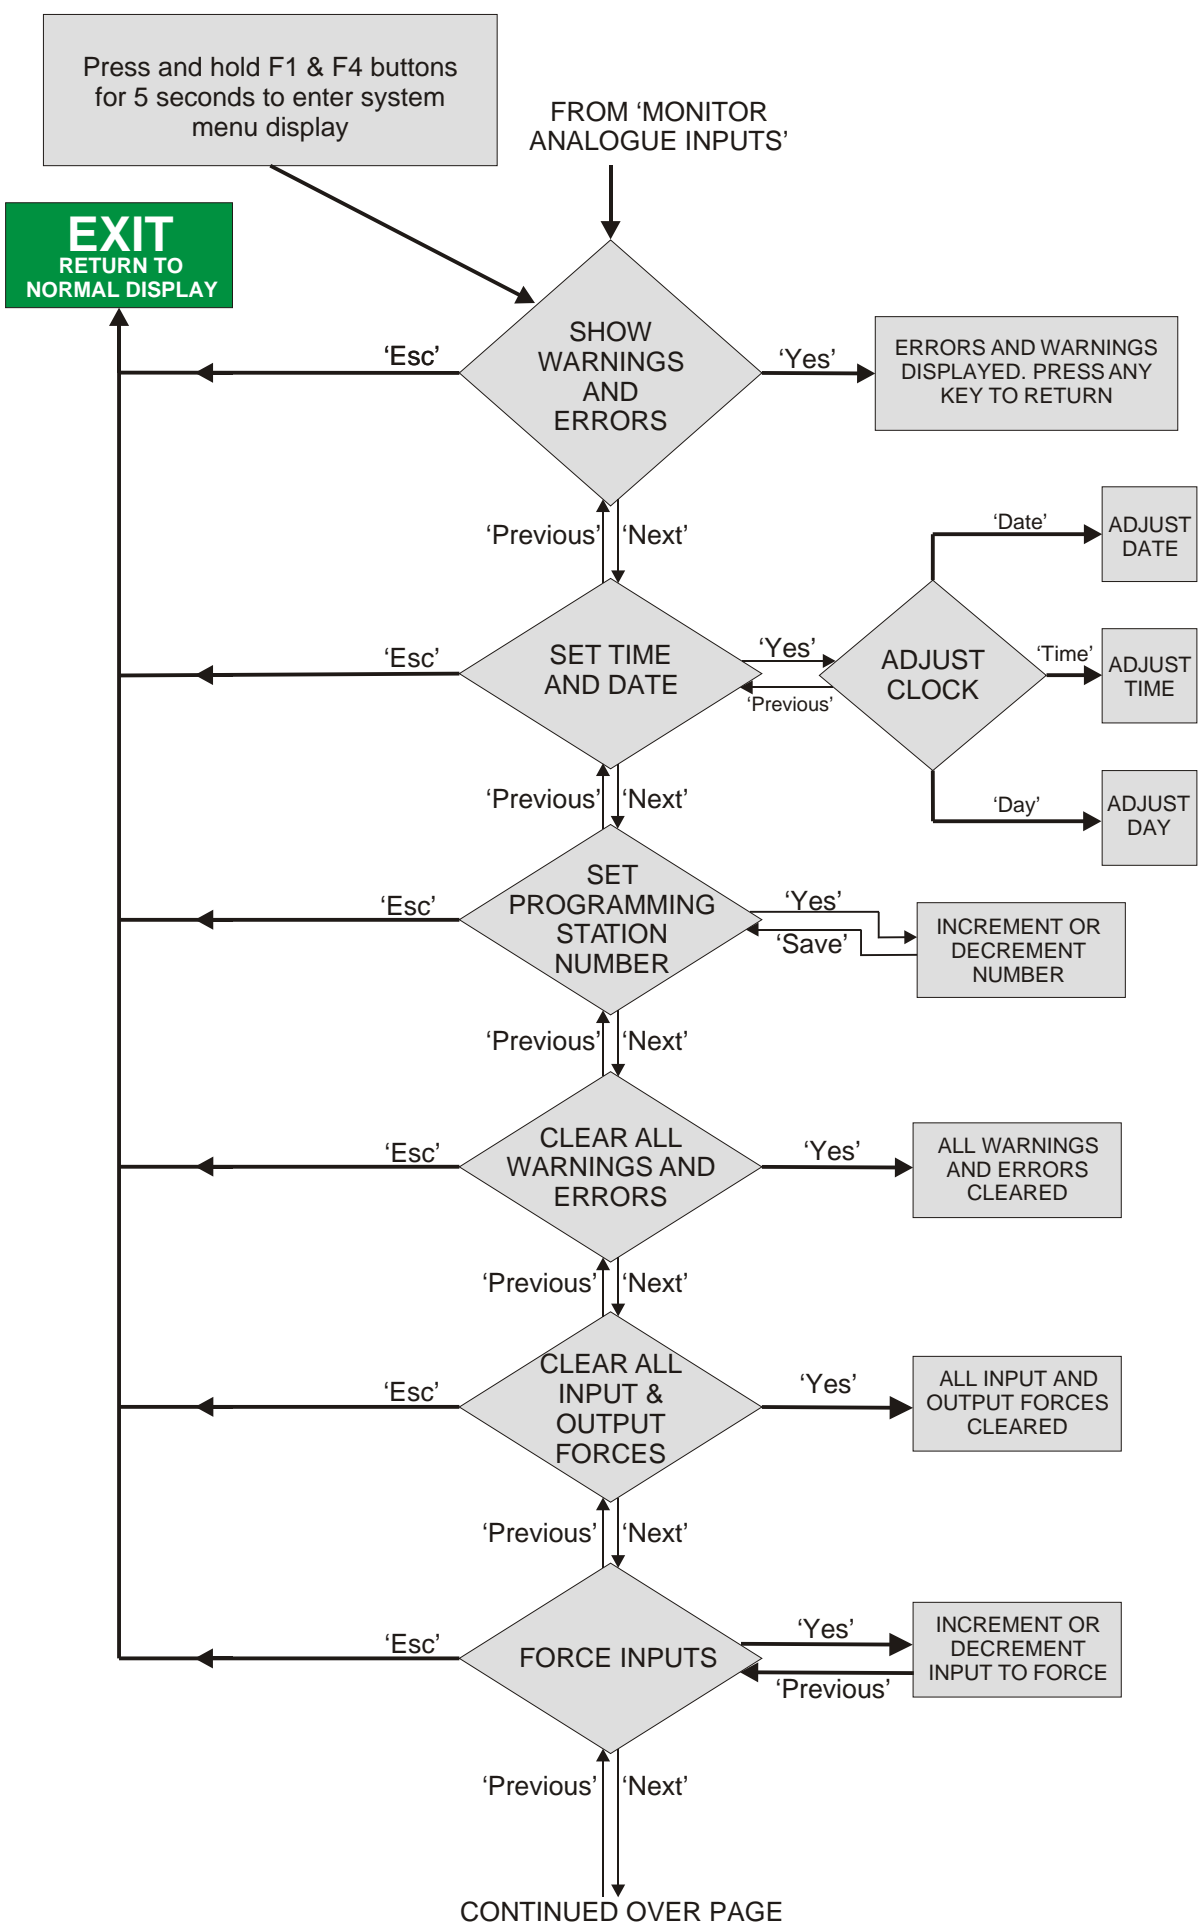 Press and hold F1 & F4 buttons
for 5 seconds to enter system
menu display
FROM ‘MONITOR
ANALOGUE INPUTS’
EXIT
RETURN TO
NORMAL DISPLAY
‘Esc’
SHOW
WARNINGS
AND
ERRORS
‘Yes’
ERRORS AND WARNINGS
DISPLAYED. PRESS ANY
KEY TO RETURN
‘Previous’
‘Next’
‘Date’
ADJUST
DATE
‘Esc’
SET TIME
AND DATE
‘Yes’
‘Previous’
ADJUST
CLOCK
‘Time’
ADJUST
TIME
‘Day’
ADJUST
DAY
‘Previous’
‘Next’
‘Esc’
SET
PROGRAMMING
STATION
NUMBER
‘Yes’
‘Save’
INCREMENT OR
DECREMENT
NUMBER
‘Previous’
‘Next’
‘Esc’
CLEAR ALL
WARNINGS AND
ERRORS
‘Yes’
ALL WARNINGS
AND ERRORS
CLEARED
‘Previous’
‘Next’
‘Esc’
CLEAR ALL
INPUT &
OUTPUT
FORCES
‘Yes’
ALL INPUT AND
OUTPUT FORCES
CLEARED
‘Previous’
‘Next’
‘Esc’
FORCE INPUTS
‘Yes’
‘Previous’
INCREMENT OR
DECREMENT
INPUT TO FORCE
‘Previous’
‘Next’
CONTINUED OVER PAGE